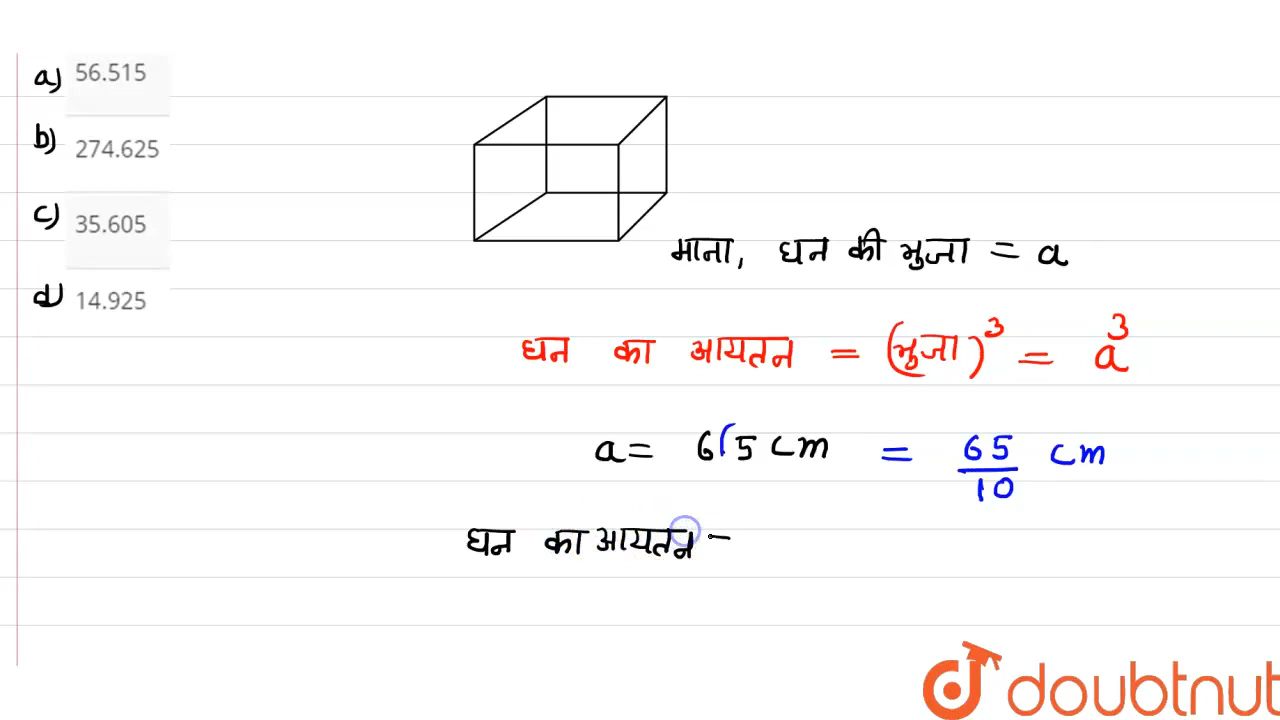 a) 56.515
b) 274.625
c) 35.605
d) 14.925
माना, घन की भुजा = a
घन का आयतन = (भुजा)³ = a³
a = 6.5 cm = 65/10 cm
घन का आयतन -
doubtnut